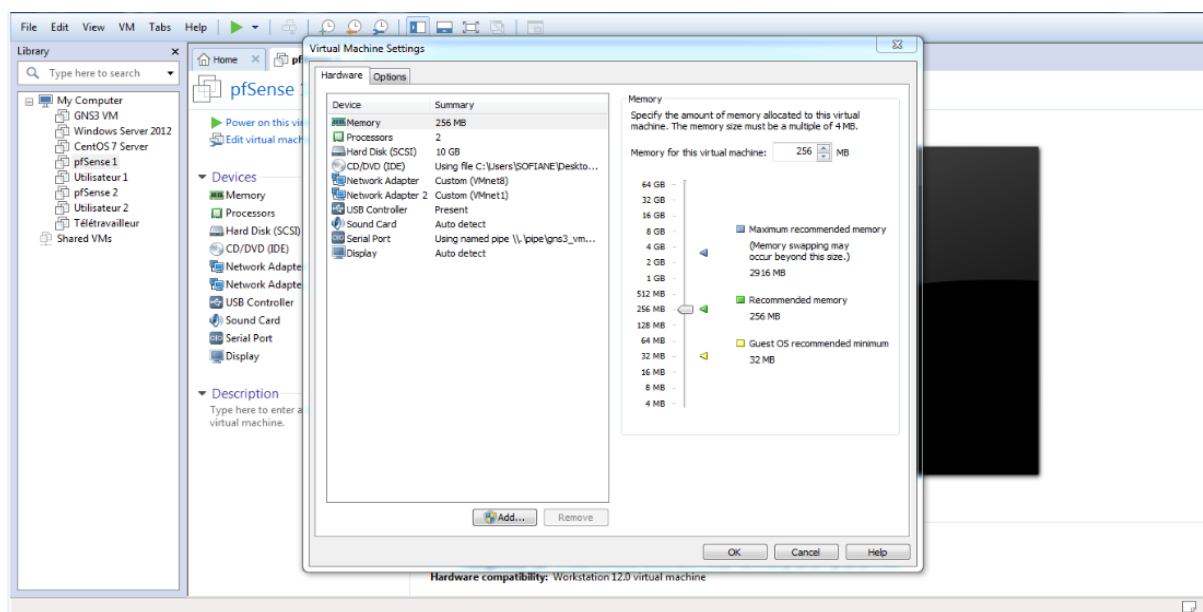 File Edit View VM Tabs Help
Library
Type here to search
My Computer
GNS3 VM
Windows Server 2012
CentOS 7 Server
pfSense 1
Utilisateur 1
pfSense 2
Utilisateur 2
Télétravailleur
Shared VMs
Home
pfSense 1
Power on this vi
Edit virtual mach
Devices
Memory
Processors
Hard Disk (SCSI)
CD/DVD (IDE)
Network Adapte
Network Adapte
USB Controller
Sound Card
Serial Port
Display
Description
Type here to enter a
virtual machine.
Virtual Machine Settings
Hardware Options
Device Summary
Memory 256 MB
Processors 2
Hard Disk (SCSI) 10 GB
CD/DVD (IDE) Using file C:\Users\SOFIANE\Deskto...
Network Adapter Custom (VMnet8)
Network Adapter 2 Custom (VMnet1)
USB Controller Present
Sound Card Auto detect
Serial Port Using named pipe \\.\pipe\gns3_vm...
Display Auto detect
Add... Remove
Memory
Specify the amount of memory allocated to this virtual
machine. The memory size must be a multiple of 4 MB.
Memory for this virtual machine: 256 MB
64 GB
32 GB
16 GB
8 GB
4 GB
2 GB
1 GB
512 MB
256 MB
128 MB
64 MB
32 MB
16 MB
8 MB
4 MB
Maximum recommended memory
(Memory swapping may
occur beyond this size.)
2916 MB
Recommended memory
256 MB
Guest OS recommended minimum
32 MB
OK Cancel Help
Hardware compatibility: Workstation 12.0 virtual machine